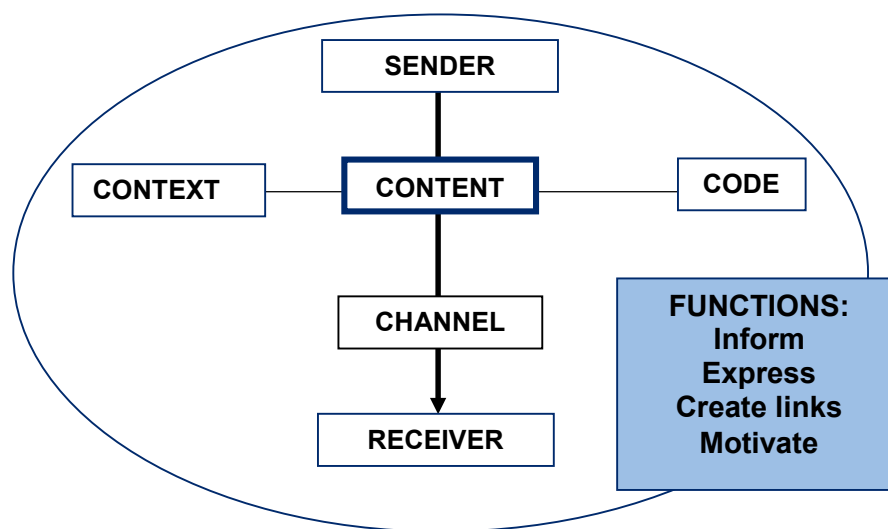 SENDER
CONTEXT
CONTENT
CODE
CHANNEL
RECEIVER
FUNCTIONS:
Inform
Express
Create links
Motivate